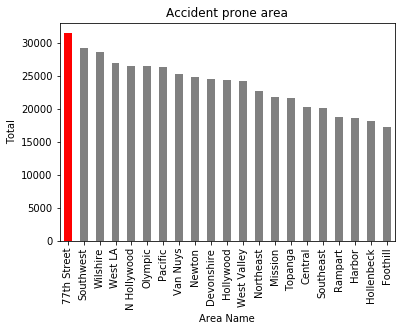 Accident prone area
Total
30000
25000
20000
15000
10000
5000
0
77th Street
Southwest
Wilshire
West LA
N Hollywood
Olympic
Pacific
Van Nuys
Newton
Devonshire
Hollywood
West Valley
Northeast
Mission
Topanga
Central
Southeast
Rampart
Harbor
Hollenbeck
Foothill
Area Name